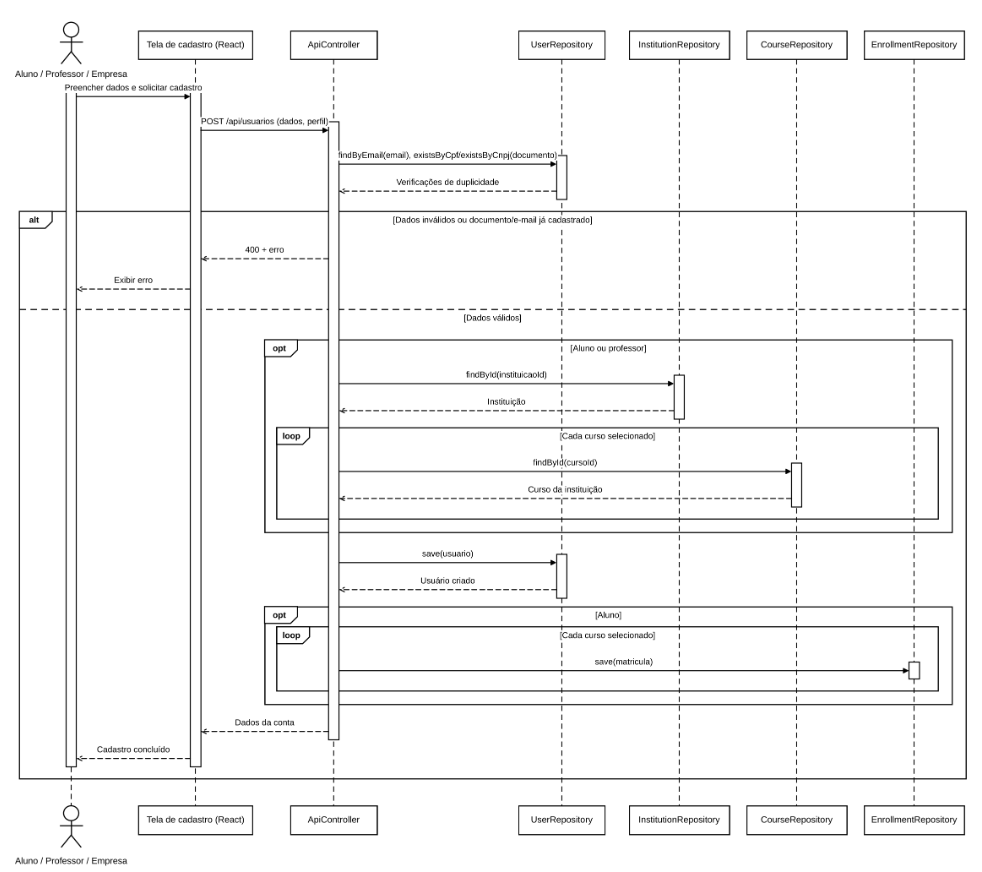 Tela de cadastro (React)
ApiController
UserRepository
InstitutionRepository
CourseRepository
EnrollmentRepository
Aluno / Professor / Empresa
Preencher dados e solicitar cadastro
POST /api/usuarios (dados, perfil)
findByEmail(email), existsByCpf/existsByCnpj(documento)
Verificações de duplicidade
alt
[Dados inválidos ou documento/e-mail já cadastrado]
400 + erro
Exibir erro
[Dados válidos]
opt
[Aluno ou professor]
findById(instituicaoId)
Instituição
loop
[Cada curso selecionado]
findById(cursoId)
Curso da instituição
save(usuario)
Usuário criado
opt
[Aluno]
loop
[Cada curso selecionado]
save(matricula)
Dados da conta
Cadastro concluído
Tela de cadastro (React)
ApiController
UserRepository
InstitutionRepository
CourseRepository
EnrollmentRepository
Aluno / Professor / Empresa